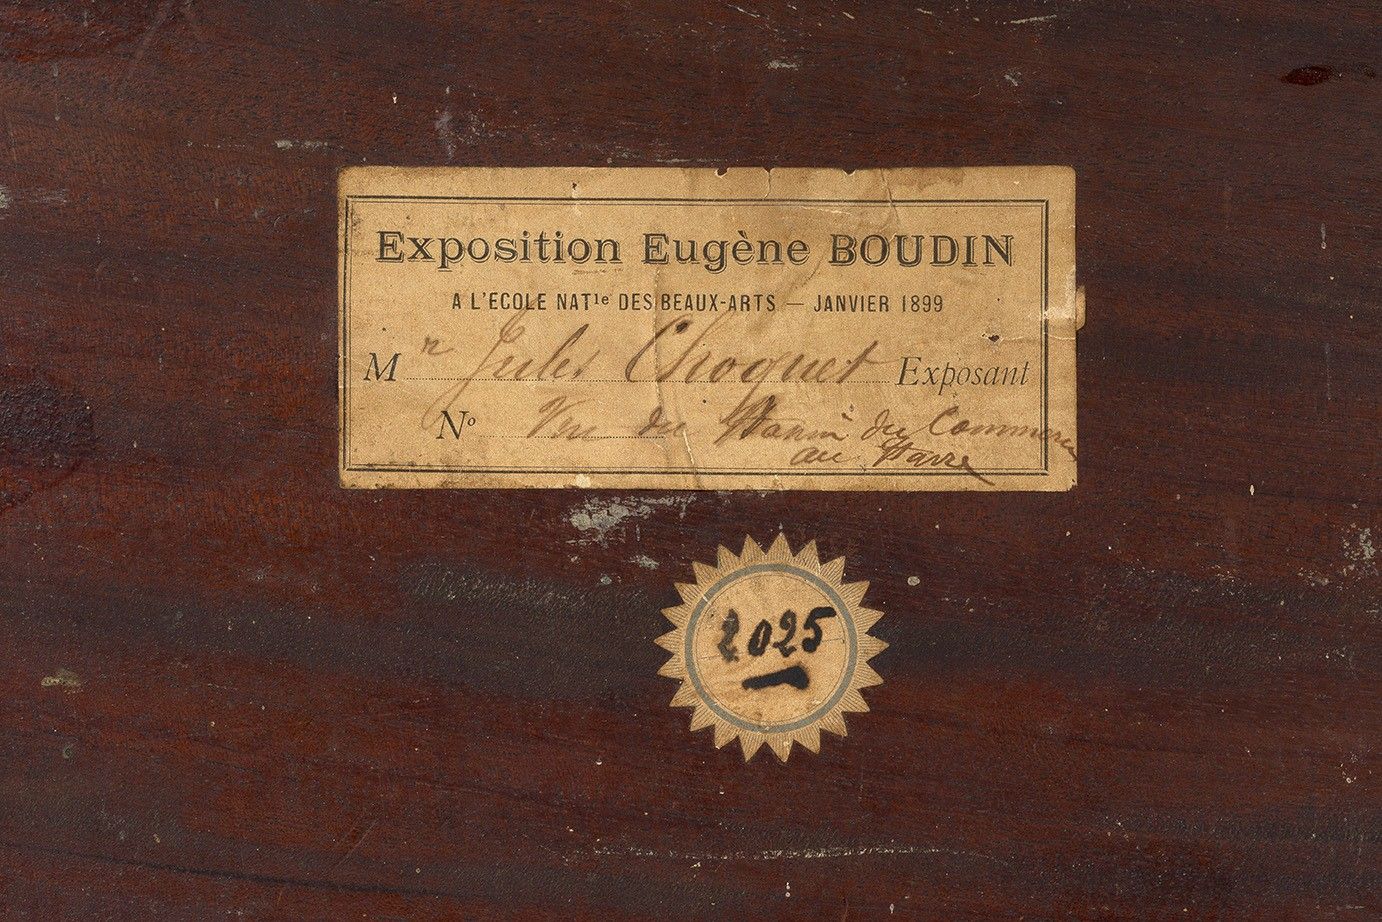 Exposition Eugène BOUDIN
A L'ECOLE NATle DES BEAUX-ARTS — JANVIER 1899
Mr Jules Choquet Exposant
No Vue du Bassin du Commerce
au Havre
2025